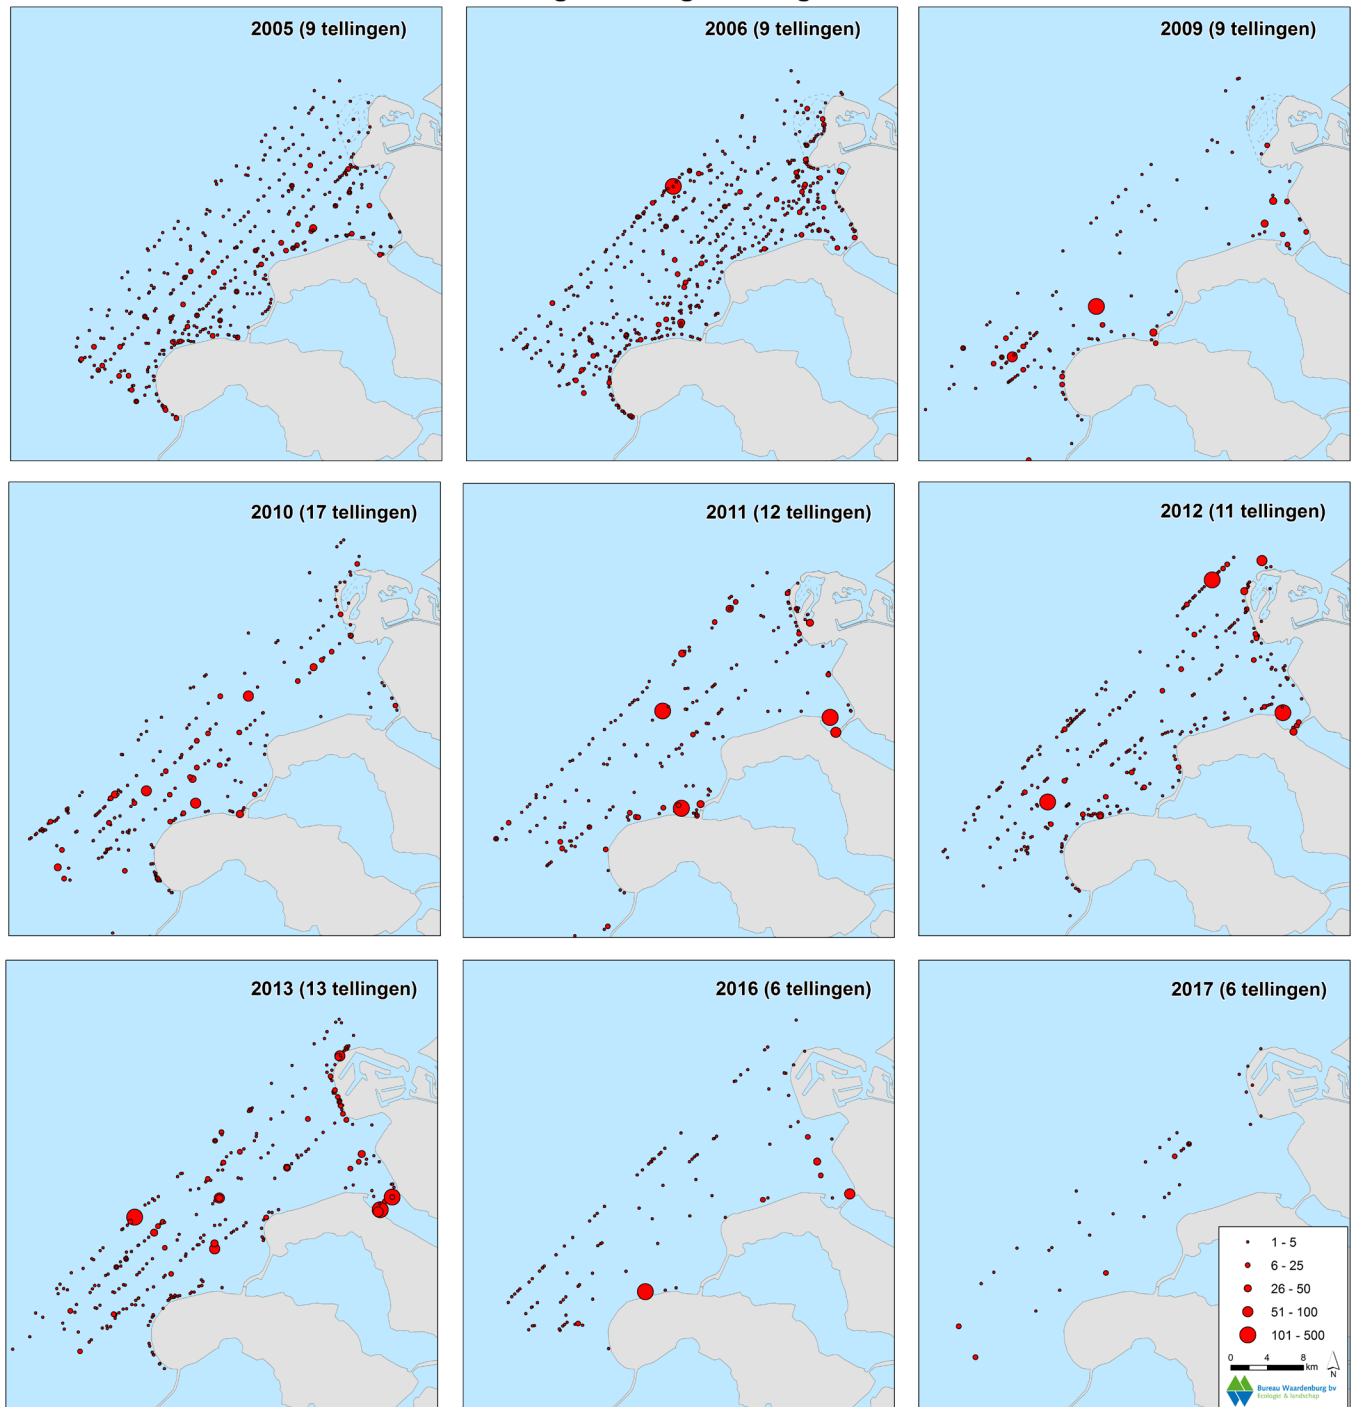 2005 (9 tellingen)
2006 (9 tellingen)
2009 (9 tellingen)
2010 (17 tellingen)
2011 (12 tellingen)
2012 (11 tellingen)
2013 (13 tellingen)
2016 (6 tellingen)
2017 (6 tellingen)
1 - 5
6 - 25
26 - 50
51 - 100
101 - 500
0 4 8
km
N
Bureau Waardenburg bv
Ecologie & landschap